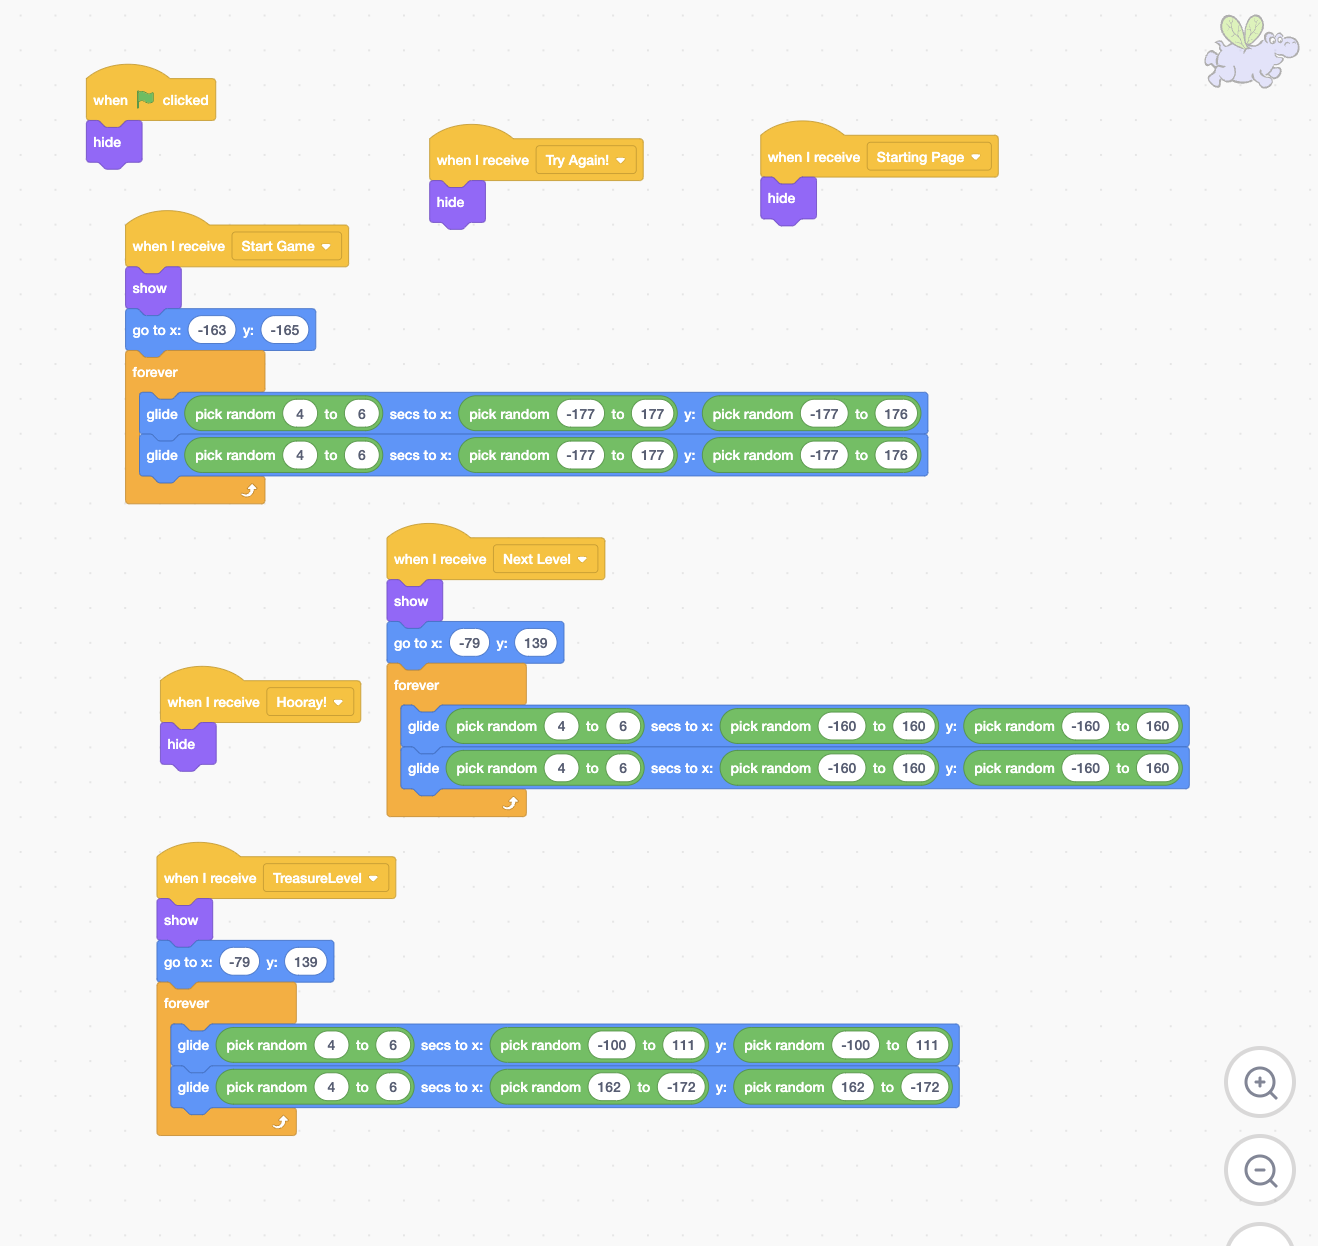 when clicked
hide
when I receive Try Again!
hide
when I receive Starting Page
hide
when I receive Start Game
show
go to x: -163 y: -165
forever
glide pick random 4 to 6 secs to x: pick random -177 to 177 y: pick random -177 to 176
glide pick random 4 to 6 secs to x: pick random -177 to 177 y: pick random -177 to 176
when I receive Next Level
show
go to x: -79 y: 139
forever
glide pick random 4 to 6 secs to x: pick random -160 to 160 y: pick random -160 to 160
glide pick random 4 to 6 secs to x: pick random -160 to 160 y: pick random -160 to 160
when I receive Hooray!
hide
when I receive TreasureLevel
show
go to x: -79 y: 139
forever
glide pick random 4 to 6 secs to x: pick random -100 to 111 y: pick random -100 to 111
glide pick random 4 to 6 secs to x: pick random 162 to -172 y: pick random 162 to -172